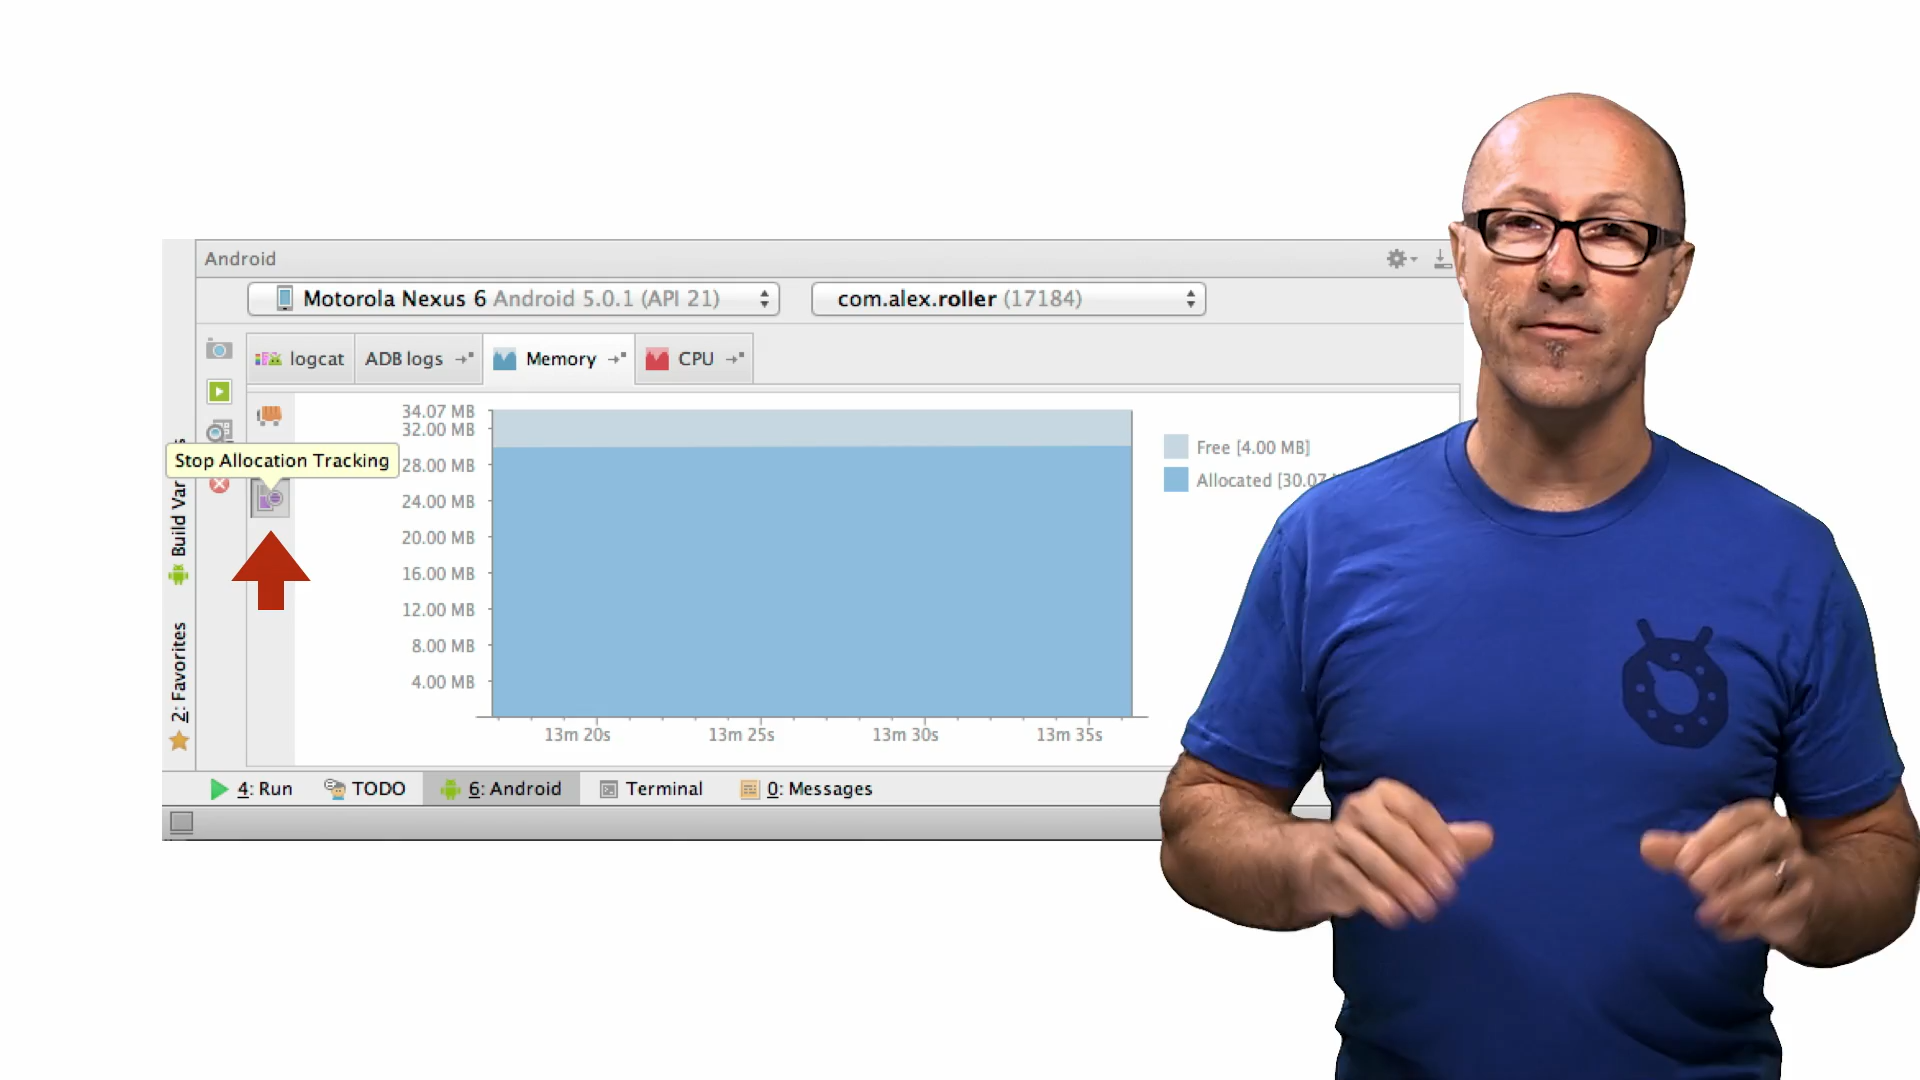 Android
Motorola Nexus 6 Android 5.0.1 (API 21)
com.alex.roller (17184)
logcat
ADB logs
Memory
CPU
Stop Allocation Tracking
34.07 MB
32.00 MB
28.00 MB
24.00 MB
20.00 MB
16.00 MB
12.00 MB
8.00 MB
4.00 MB
13m 20s
13m 25s
13m 30s
13m 35s
Free [4.00 MB]
Allocated [30.07
Build Var
2: Favorites
4: Run
TODO
6: Android
Terminal
0: Messages